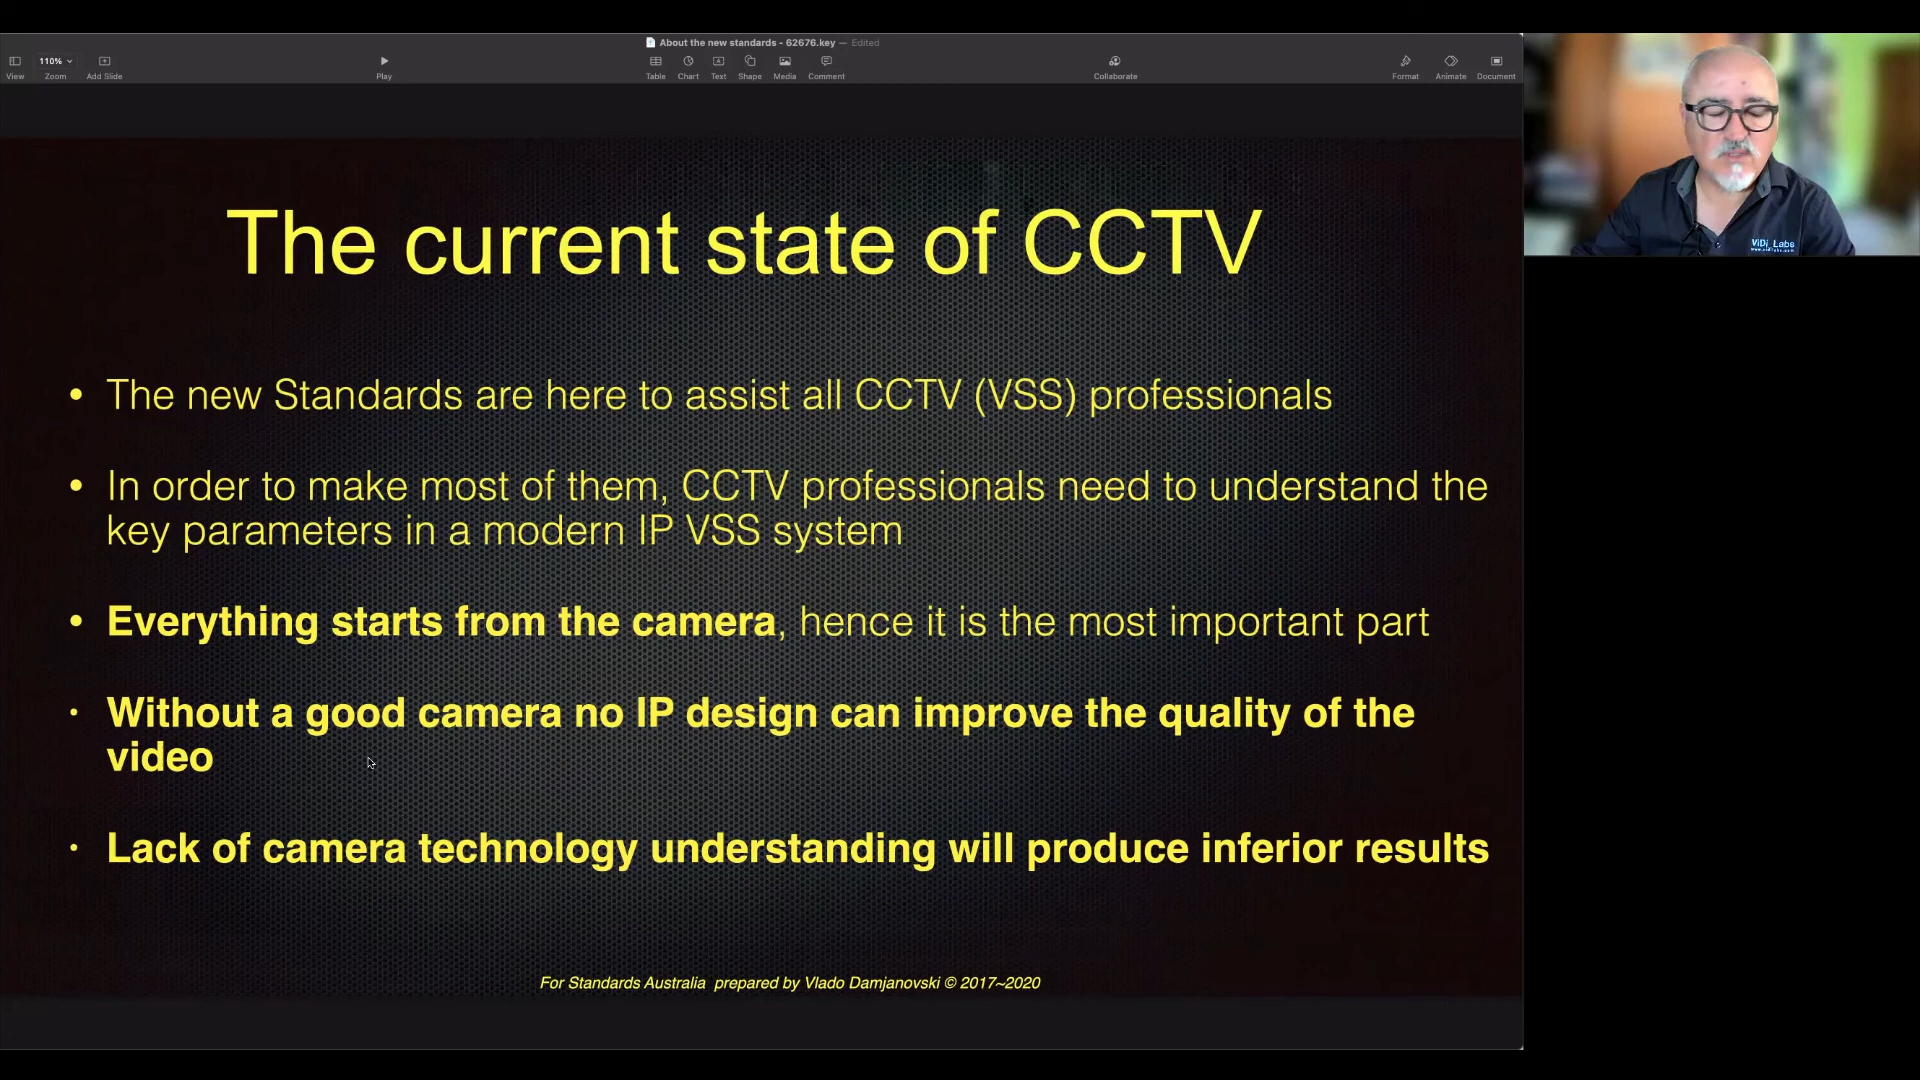 About the new standards - 62676.key — Edited
110%
View
Zoom
Add Slide
Play
Table
Chart
Text
Shape
Media
Comment
Collaborate
Format
Animate
Document
The current state of CCTV
• The new Standards are here to assist all CCTV (VSS) professionals
• In order to make most of them, CCTV professionals need to understand the
key parameters in a modern IP VSS system
• Everything starts from the camera, hence it is the most important part
• Without a good camera no IP design can improve the quality of the
video
• Lack of camera technology understanding will produce inferior results
For Standards Australia prepared by Vlado Damjanovski © 2017~2020
ViDi Labs